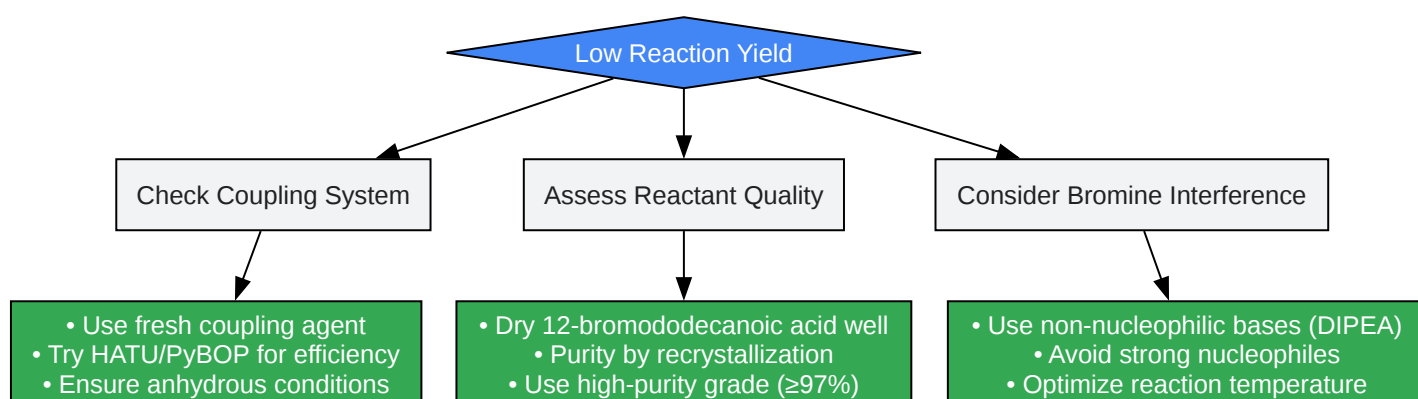 Low Reaction Yield
Check Coupling System
Assess Reactant Quality
Consider Bromine Interference
• Use fresh coupling agent
• Try HATU/PyBOP for efficiency
• Ensure anhydrous conditions
• Dry 12-bromododecanoic acid well
• Purity by recrystallization
• Use high-purity grade (≥97%)
• Use non-nucleophilic bases (DIPEA)
• Avoid strong nucleophiles
• Optimize reaction temperature